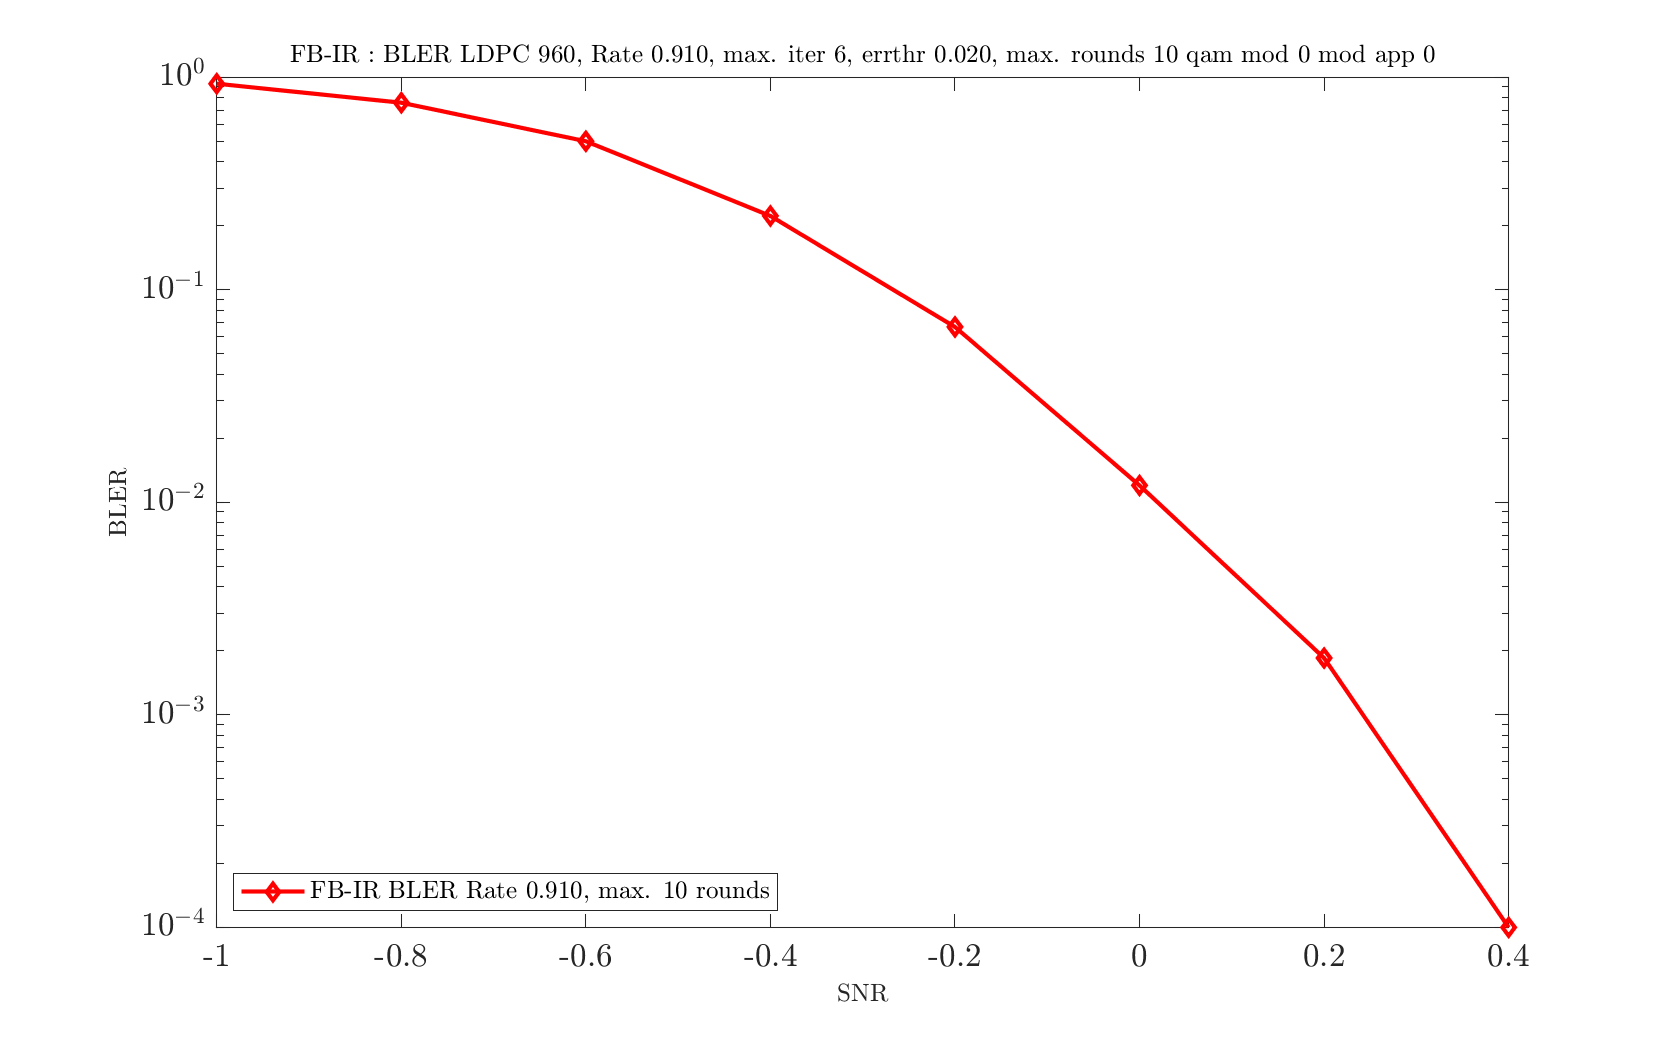 FB-IR : BLER LDPC 960, Rate 0.910, max. iter 6, errthr 0.020, max. rounds 10 qam mod 0 mod app 0
10⁰
10⁻¹
10⁻²
10⁻³
10⁻⁴
BLER
FB-IR BLER Rate 0.910, max. 10 rounds
-1 -0.8 -0.6 -0.4 -0.2 0 0.2 0.4
SNR